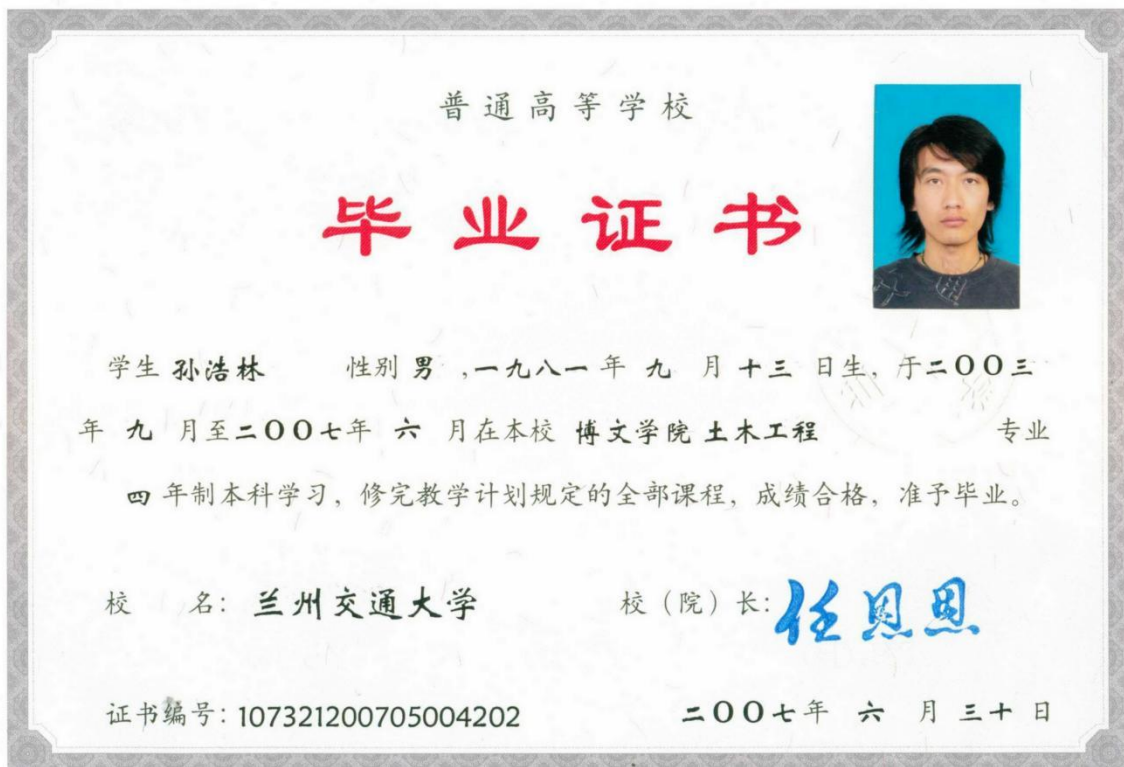 普通高等学校
毕业证书
学生 孙浩林 性别 男 ,一九八一 年 九 月 十三 日生, 于二〇〇三
年 九 月至二〇〇七年 六 月在本校 博文学院 土木工程 专业
四 年制本科学习, 修完教学计划规定的全部课程, 成绩合格, 准予毕业。
校 名: 兰州交通大学 校（院）长: 任恩恩
证书编号: 107321200705004202 二〇〇七年 六 月 三十 日